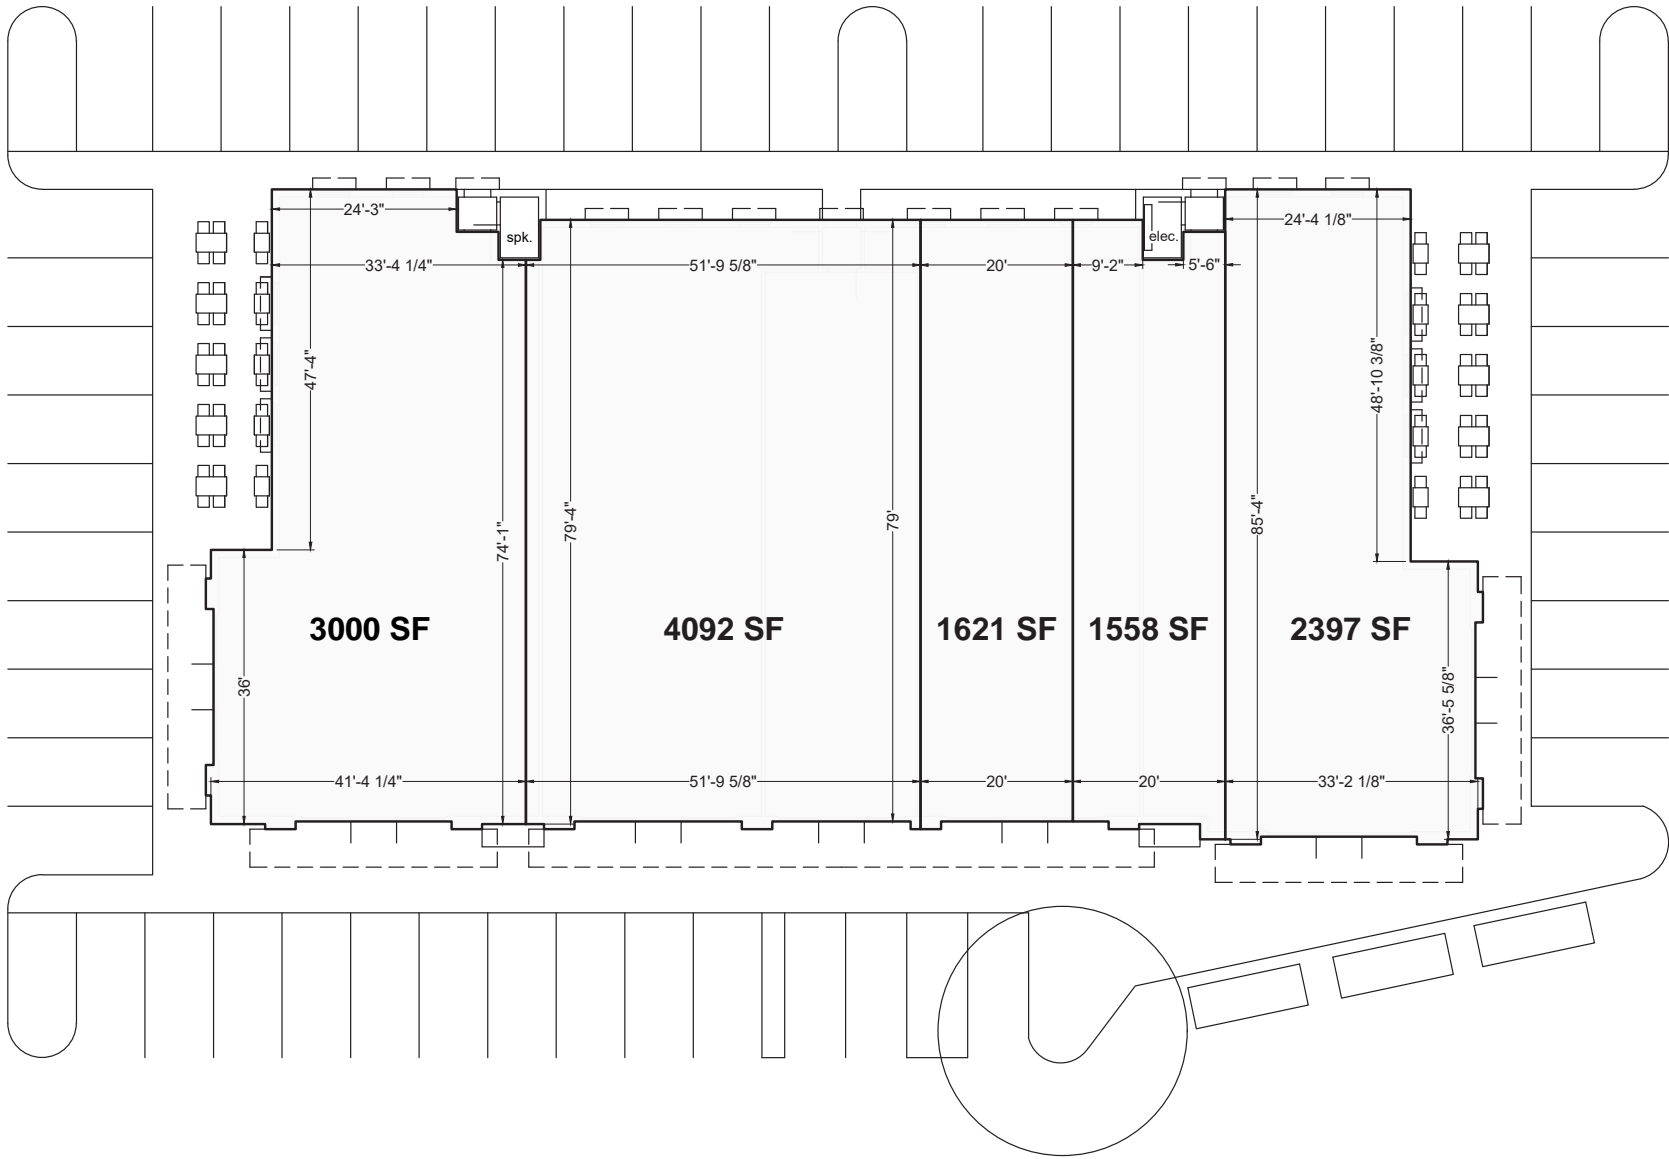 24'-3"
24'-4 1/8"
spk.
elec.
33'-4 1/4"
51'-9 5/8"
20'
9'-2"
5'-6"
47'-4"
48'-10 3/8"
74'-1"
79'-4"
79'
85'-4"
3000 SF
4092 SF
1621 SF
1558 SF
2397 SF
36'
36'-5 5/8"
41'-4 1/4"
51'-9 5/8"
20'
20'
33'-2 1/8"